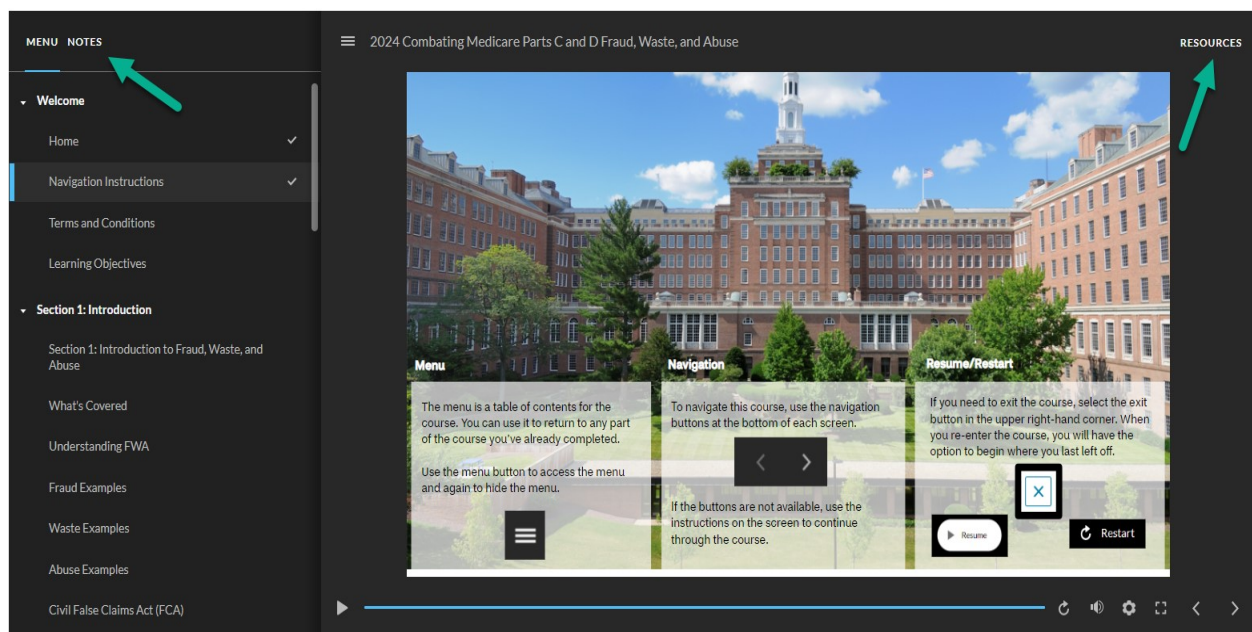 MENU NOTES
2024 Combating Medicare Parts C and D Fraud, Waste, and Abuse
RESOURCES
Welcome
Home
Navigation Instructions
Terms and Conditions
Learning Objectives
Section 1: Introduction
Section 1: Introduction to Fraud, Waste, and
Abuse
What's Covered
Understanding FWA
Fraud Examples
Waste Examples
Abuse Examples
Civil False Claims Act (FCA)
Menu
The menu is a table of contents for the
course. You can use it to return to any part
of the course you've already completed.
Use the menu button to access the menu
and again to hide the menu.
Navigation
To navigate this course, use the navigation
buttons at the bottom of each screen.
If the buttons are not available, use the
instructions on the screen to continue
through the course.
Resume/Restart
If you need to exit the course, select the exit
button in the upper right-hand corner. When
you re-enter the course, you will have the
option to begin where you last left off.
X
Resume
Restart